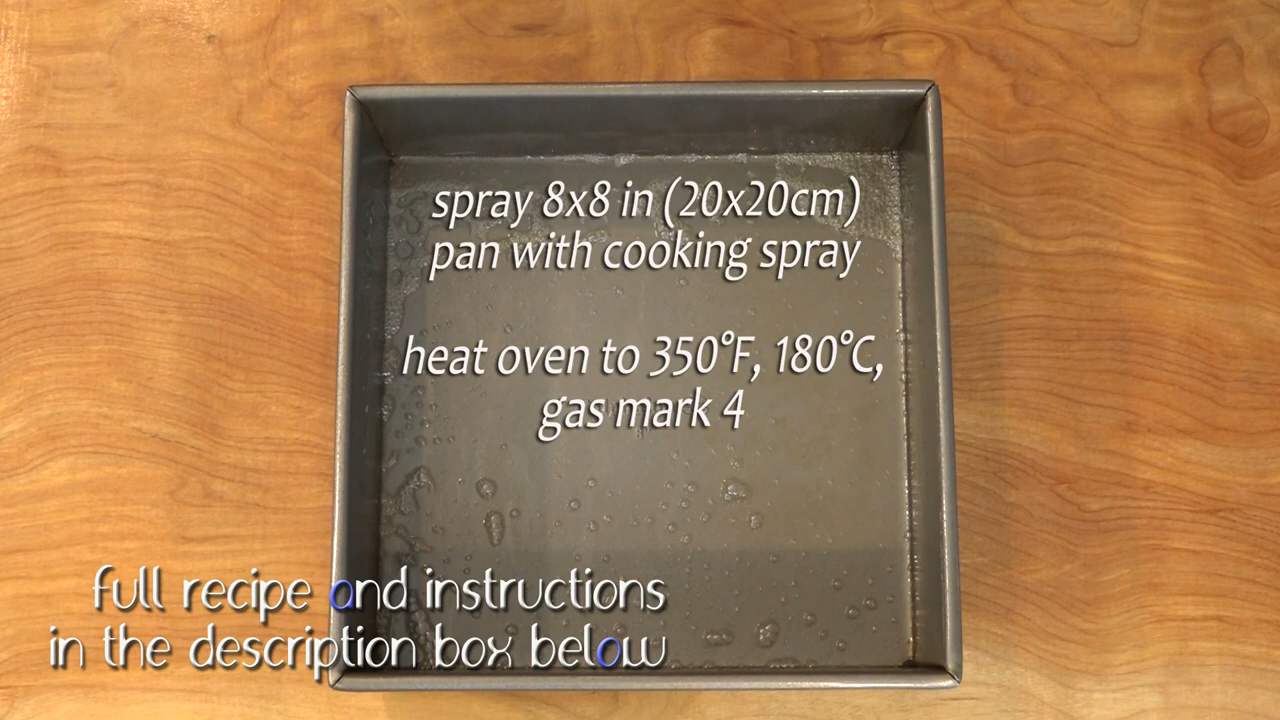 spray 8x8 in (20x20cm)
pan with cooking spray
heat oven to 350°F, 180°C,
gas mark 4
full recipe and instructions
in the description box below